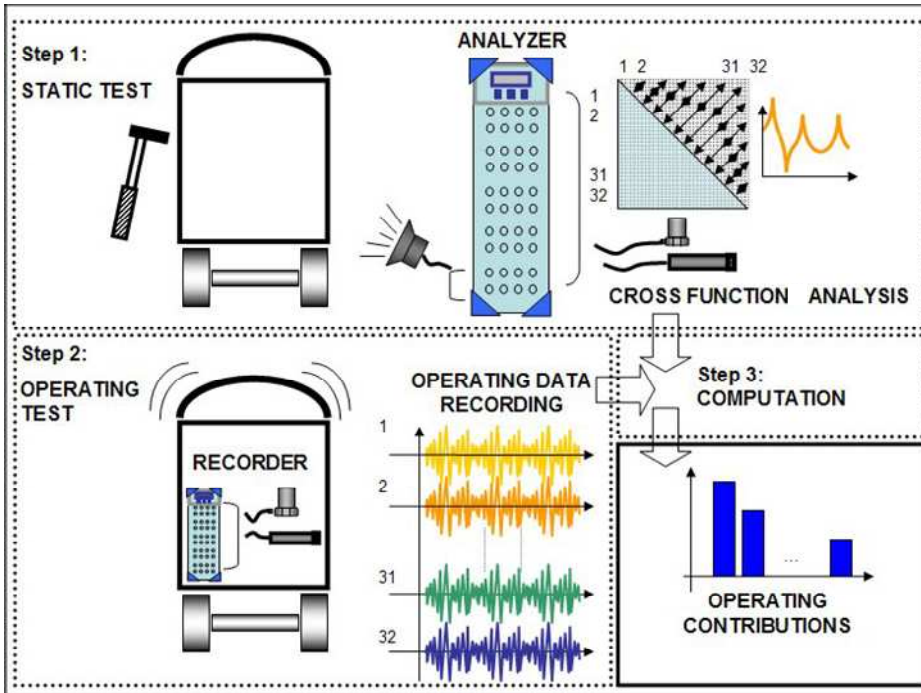 Step 1:
STATIC TEST
ANALYZER
1
2
31
32
1 2 31 32
CROSS FUNCTION ANALYSIS
Step 2:
OPERATING
TEST
RECORDER
OPERATING DATA
RECORDING
1
2
31
32
Step 3:
COMPUTATION
...
OPERATING
CONTRIBUTIONS